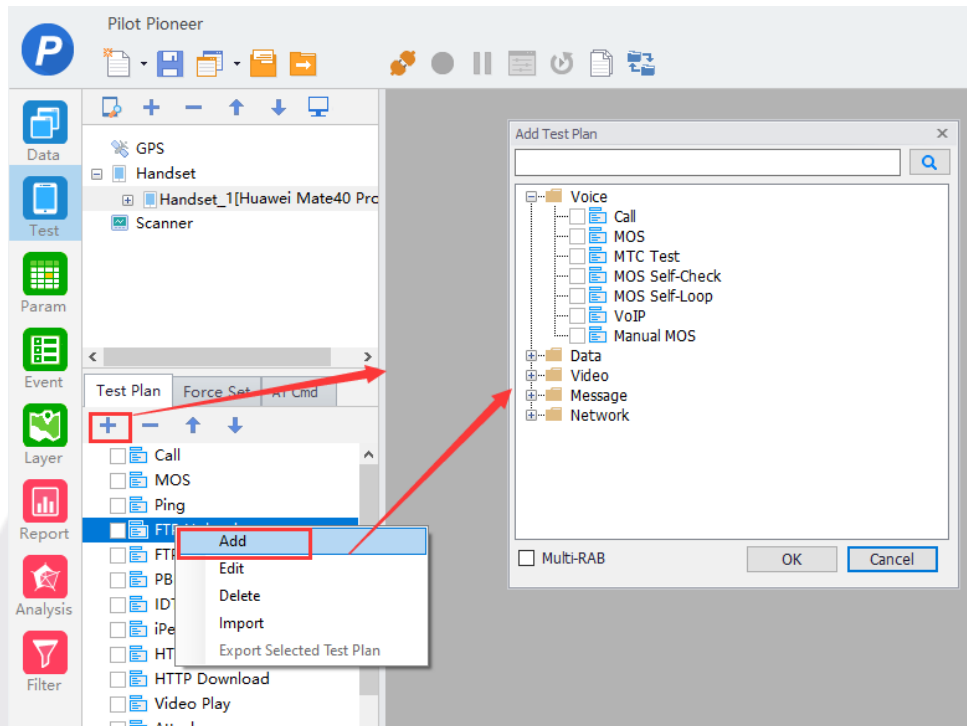 Pilot Pioneer
Data
Test
Param
Event
Layer
Report
Analysis
Filter
GPS
Handset
Handset_1[Huawei Mate40 Pro
Scanner
Test Plan
Force Set
AT Cmd
Call
MOS
Ping
FTP
FTP
PB
HTTP Download
Video Play
Add
Edit
Delete
Import
Export Selected Test Plan
Add Test Plan
Voice
Call
MOS
MTC Test
MOS Self-Check
MOS Self-Loop
VoIP
Manual MOS
Data
Video
Message
Network
Multi-RAB
OK
Cancel